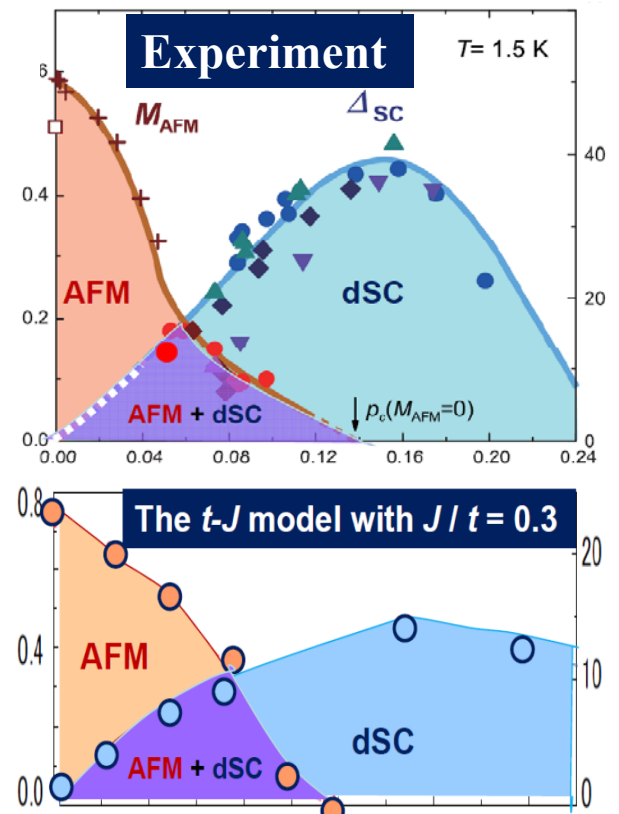 Experiment
T= 1.5 K
M_AFM
Δ_SC
6
0.4
0.2
0.0
40
20
0
AFM
dSC
AFM + dSC
p_c(M_AFM=0)
0.00 0.04 0.08 0.12 0.16 0.20 0.24
The t-J model with J / t = 0.3
0.8
0.4
0.0
20
10
0
AFM
dSC
AFM + dSC